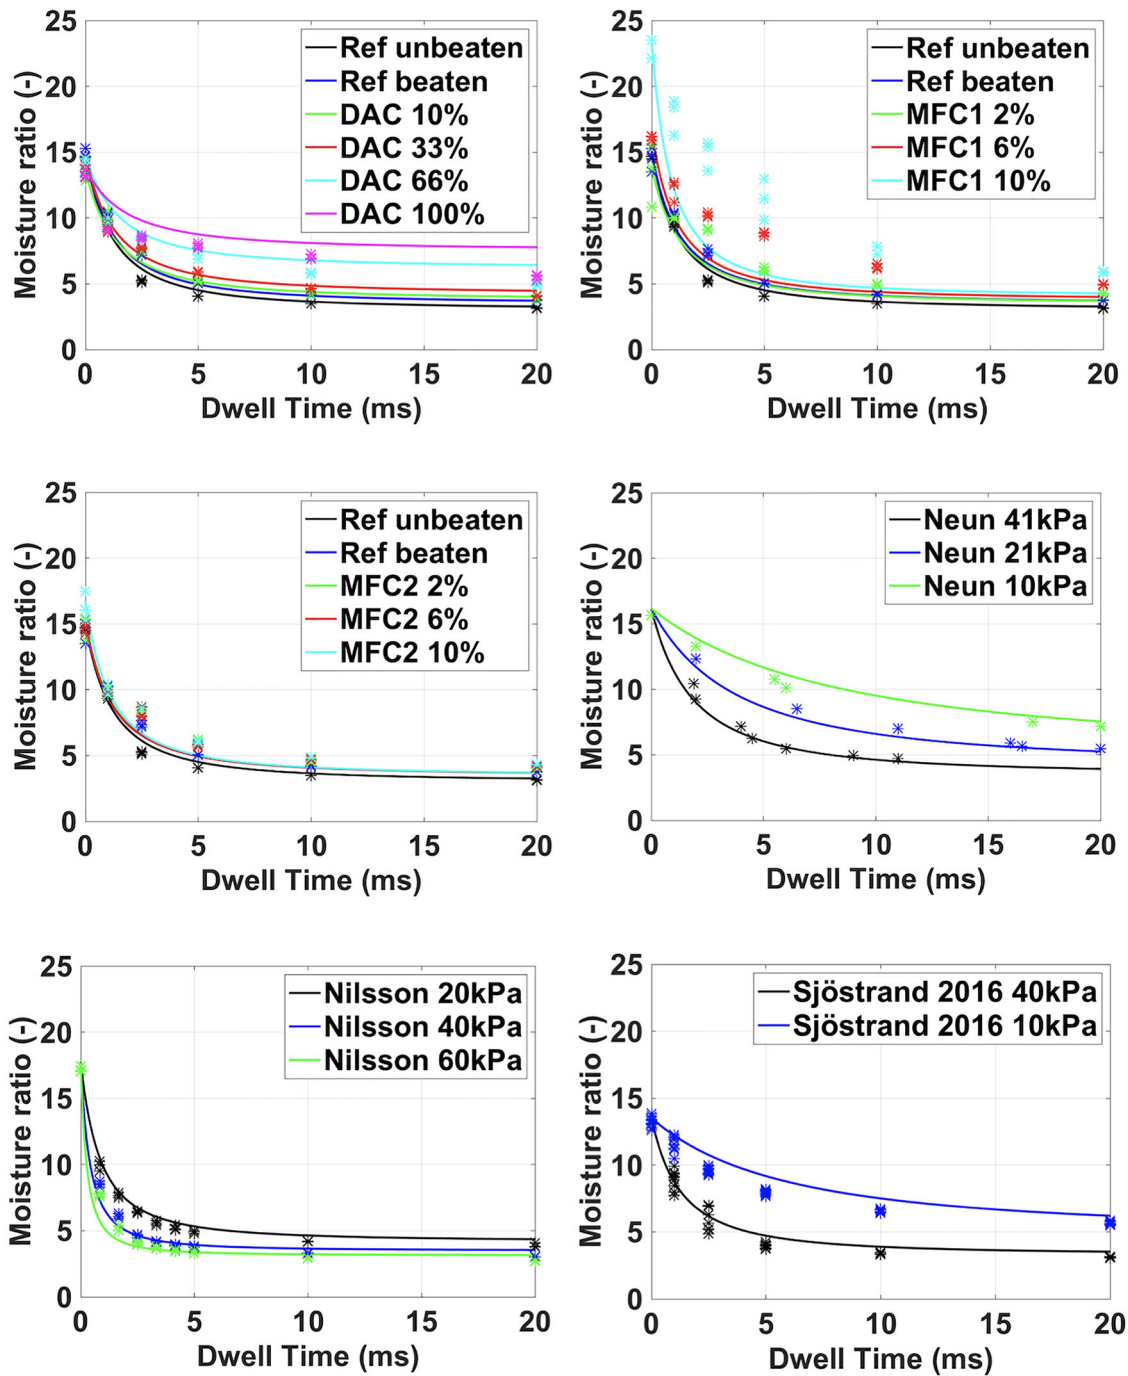 25
20
15
10
5
0
Moisture ratio (-)
Ref unbeaten
Ref beaten
DAC 10%
DAC 33%
DAC 66%
DAC 100%
0 5 10 15 20
Dwell Time (ms)
25
20
15
10
5
0
Moisture ratio (-)
Ref unbeaten
Ref beaten
MFC1 2%
MFC1 6%
MFC1 10%
0 5 10 15 20
Dwell Time (ms)
25
20
15
10
5
0
Moisture ratio (-)
Ref unbeaten
Ref beaten
MFC2 2%
MFC2 6%
MFC2 10%
0 5 10 15 20
Dwell Time (ms)
25
20
15
10
5
0
Moisture ratio (-)
Neun 41kPa
Neun 21kPa
Neun 10kPa
0 5 10 15 20
Dwell Time (ms)
25
20
15
10
5
0
Moisture ratio (-)
Nilsson 20kPa
Nilsson 40kPa
Nilsson 60kPa
0 5 10 15 20
Dwell Time (ms)
25
20
15
10
5
0
Moisture ratio (-)
Sjöstrand 2016 40kPa
Sjöstrand 2016 10kPa
0 5 10 15 20
Dwell Time (ms)